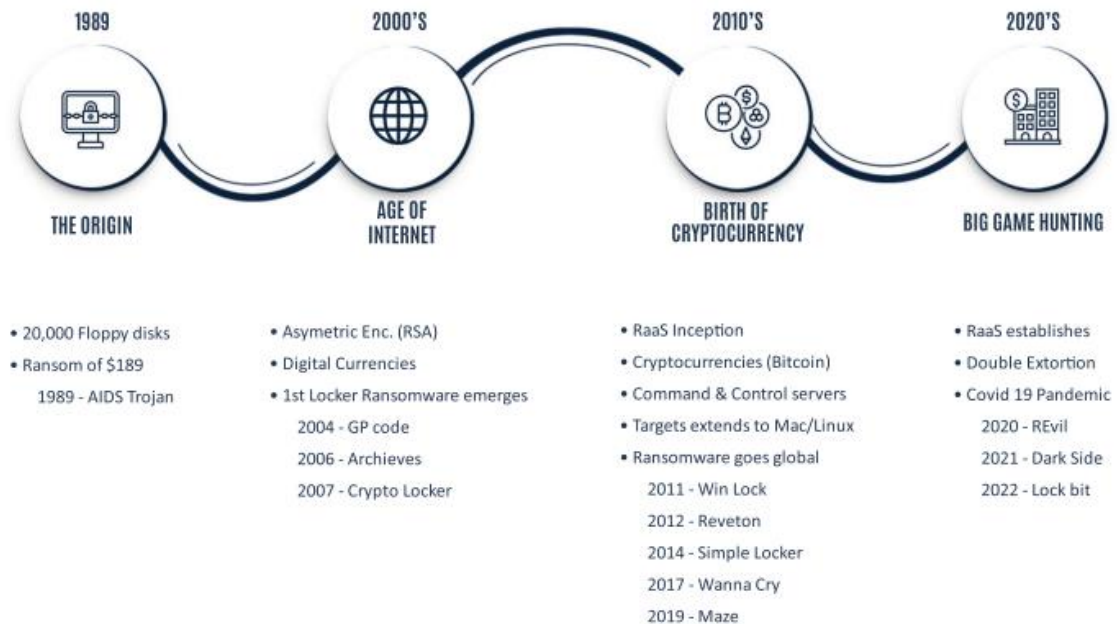 1989
THE ORIGIN
• 20,000 Floppy disks
• Ransom of $189
1989 - AIDS Trojan
2000'S
AGE OF
INTERNET
• Asymetric Enc. (RSA)
• Digital Currencies
• 1st Locker Ransomware emerges
2004 - GP code
2006 - Archieves
2007 - Crypto Locker
2010'S
BIRTH OF
CRYPTOCURRENCY
• RaaS Inception
• Cryptocurrencies (Bitcoin)
• Command & Control servers
• Targets extends to Mac/Linux
• Ransomware goes global
2011 - Win Lock
2012 - Reveton
2014 - Simple Locker
2017 - Wanna Cry
2019 - Maze
2020'S
BIG GAME HUNTING
• RaaS establishes
• Double Extortion
• Covid 19 Pandemic
2020 - REvil
2021 - Dark Side
2022 - Lock bit